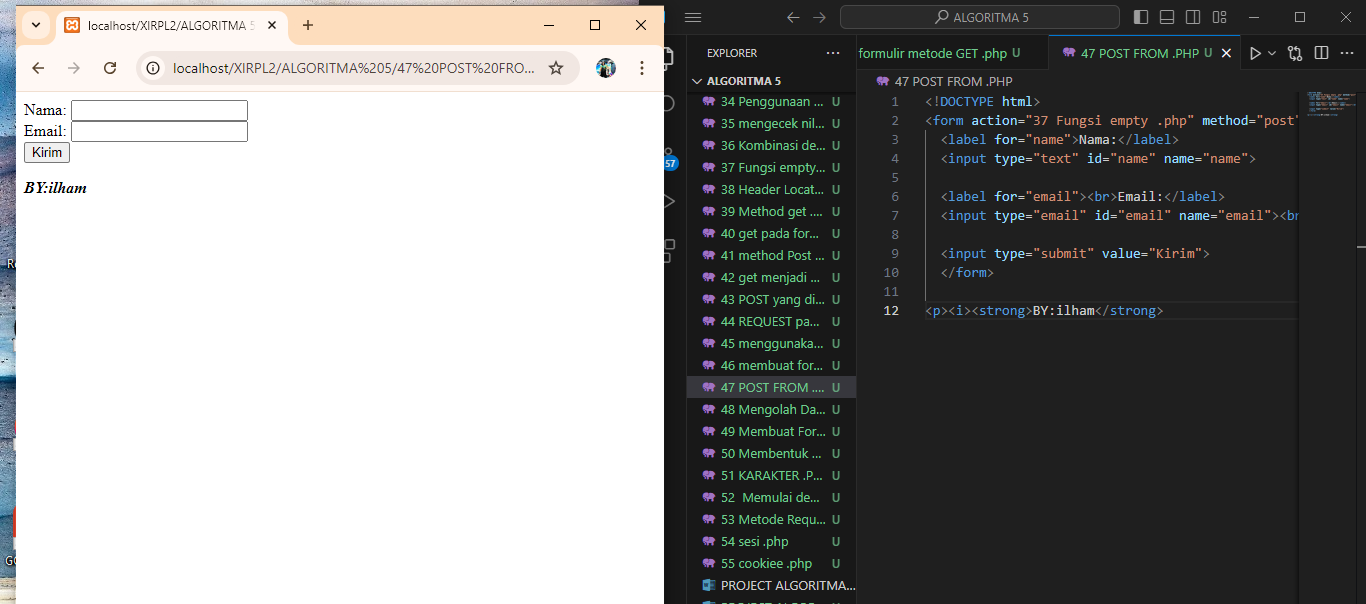 localhost/XIRPL2/ALGORITMA 5
localhost/XIRPL2/ALGORITMA%205/47%20POST%20FRO...
Nama:
Email:
Kirim
BY:ilham
ALGORITMA 5
EXPLORER
ALGORITMA 5
34 Penggunaan ... U
35 mengecek nil... U
36 Kombinasi de... U
37 Fungsi empty... U
38 Header Locat... U
39 Method get .... U
40 get pada for... U
41 method Post ... U
42 get menjadi ... U
43 POST yang di... U
44 REQUEST pa... U
45 menggunaka... U
46 membuat for... U
47 POST FROM .... U
48 Mengolah Da... U
49 Membuat For... U
50 Membentuk ... U
51 KARAKTER .P... U
52  Memulai de... U
53 Metode Requ... U
54 sesi .php U
55 cookiee .php U
PROJECT ALGORITMA...
57
formulir metode GET .php U
47 POST FROM .PHP U
47 POST FROM .PHP
1 <!DOCTYPE html>
2 <form action="37 Fungsi empty .php" method="post"
3 <label for="name">Nama:</label>
4 <input type="text" id="name" name="name">
5
6 <label for="email"><br>Email:</label>
7 <input type="email" id="email" name="email"><br
8
9 <input type="submit" value="Kirim">
10 </form>
11
12 <p><i><strong>BY:ilham</strong>